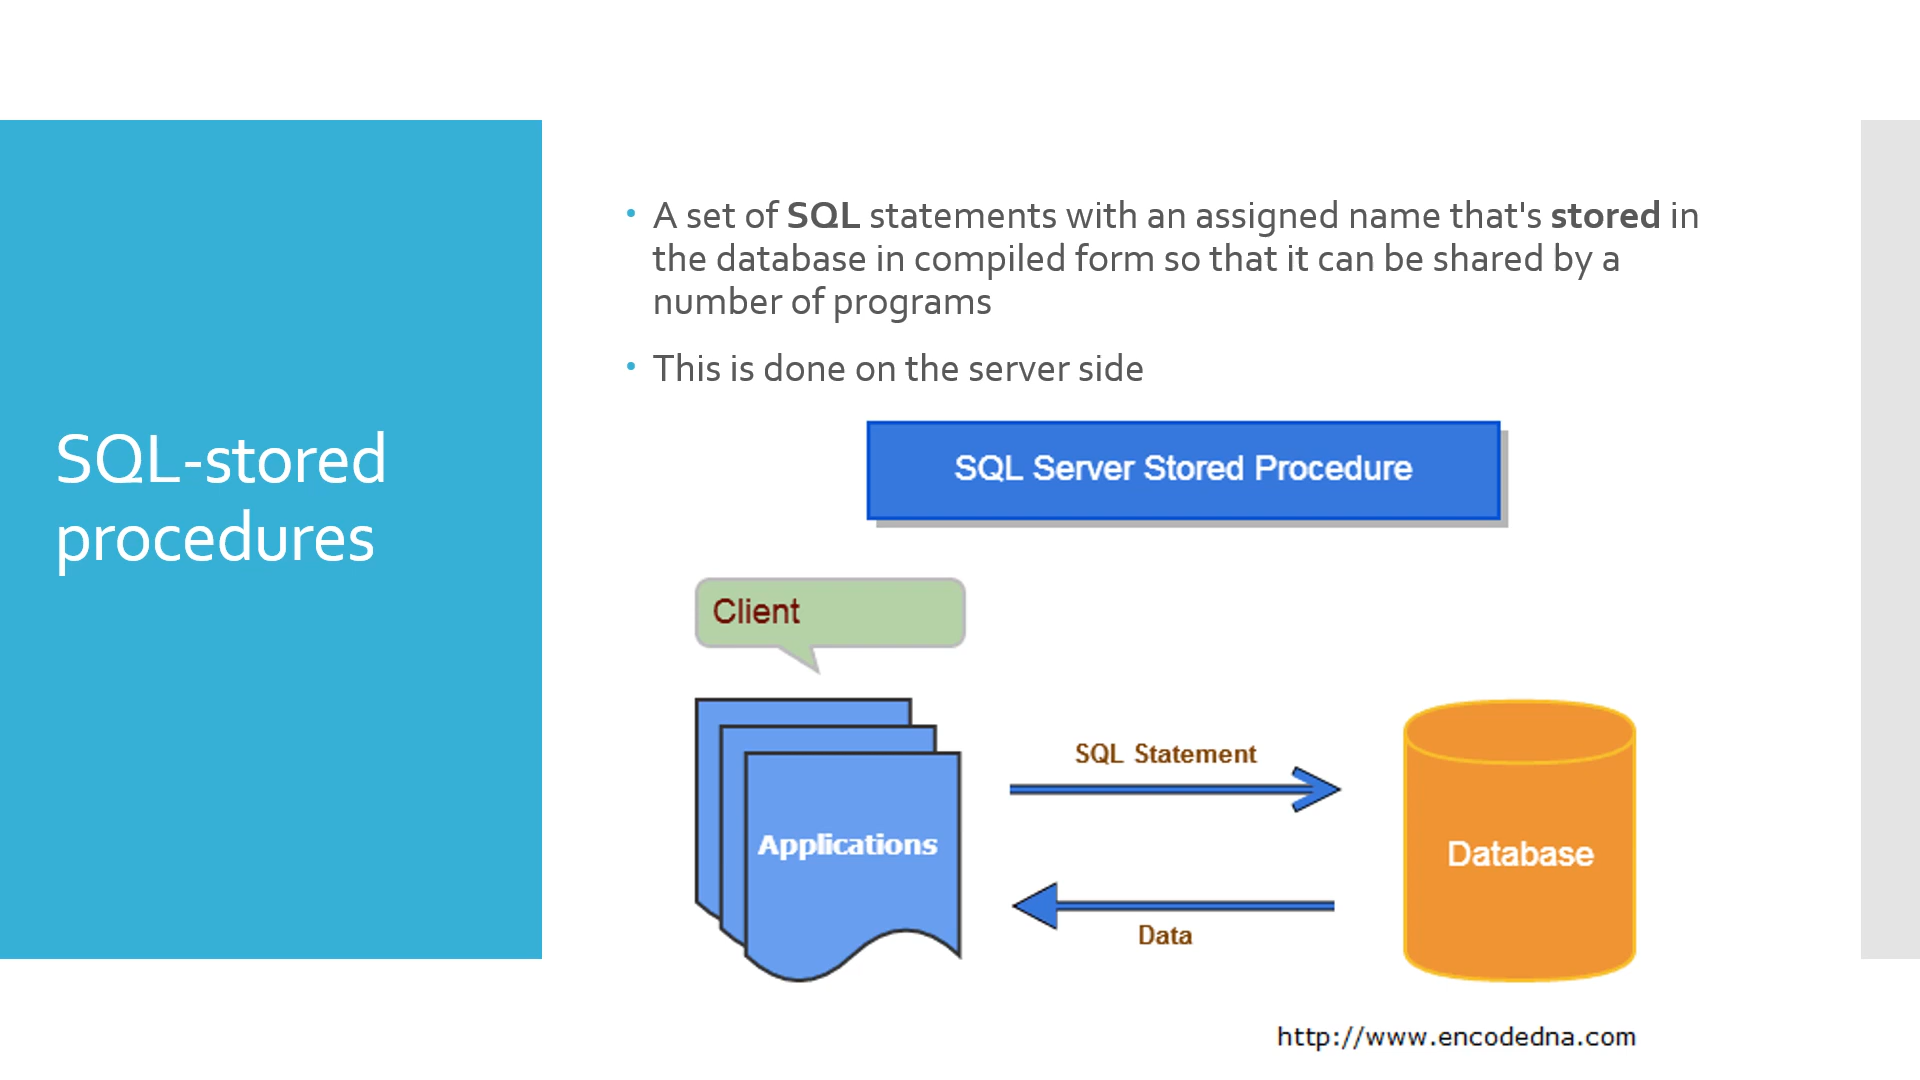 SQL-stored
procedures
• A set of SQL statements with an assigned name that's stored in
the database in compiled form so that it can be shared by a
number of programs
• This is done on the server side
SQL Server Stored Procedure
Client
Applications
SQL Statement
Data
Database
http://www.encodedna.com